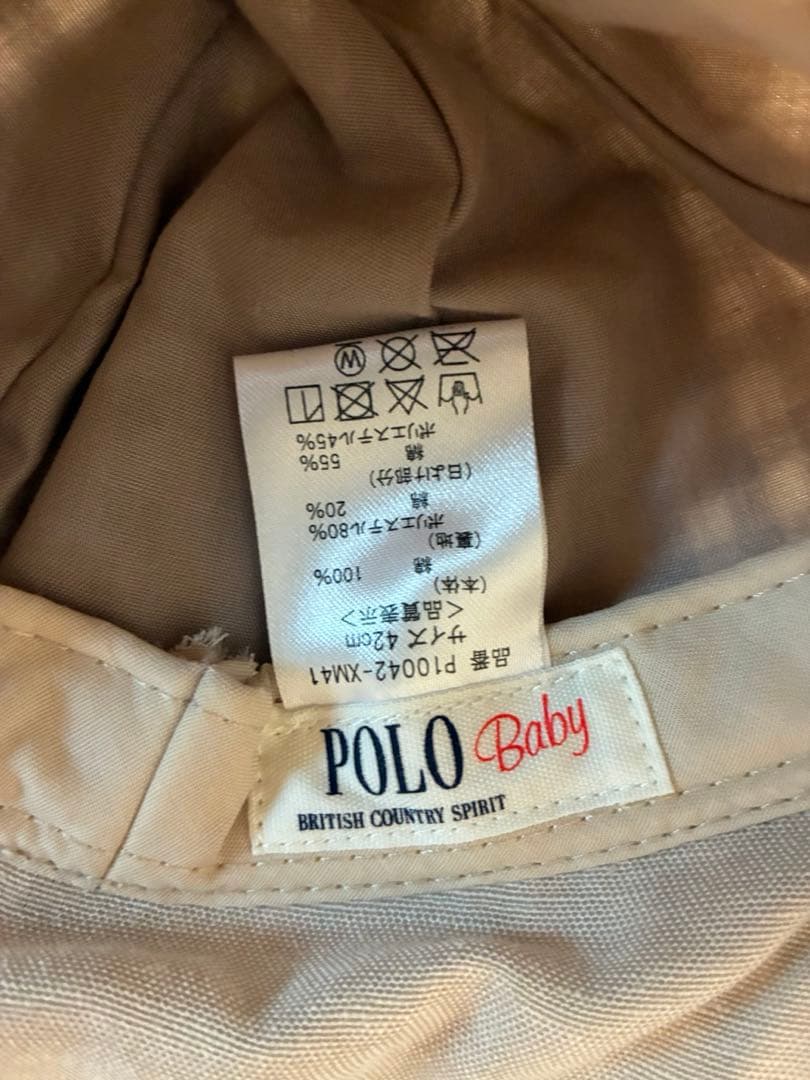 品番 P10042-XM41
サイズ 42cm
<品質表示>
(本体)
綿 100%
(裏地)
ポリエステル80%
綿 20%
(日よけ部分)
綿 55%
ポリエステル45%
W
POLO Baby
BRITISH COUNTRY SPIRIT